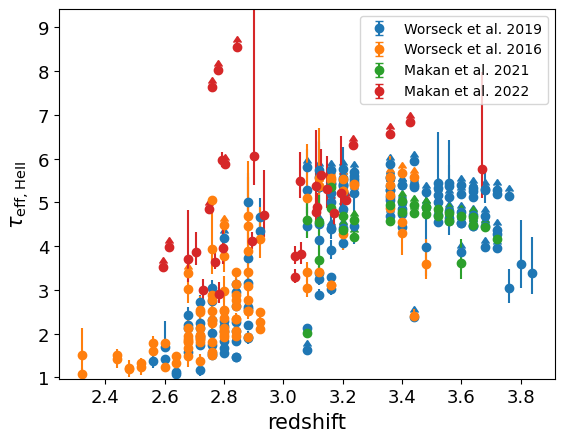 Worseck et al. 2019
Worseck et al. 2016
Makan et al. 2021
Makan et al. 2022
9
8
7
6
5
4
3
2
1
τeff, HeII
2.4 2.6 2.8 3.0 3.2 3.4 3.6 3.8
redshift